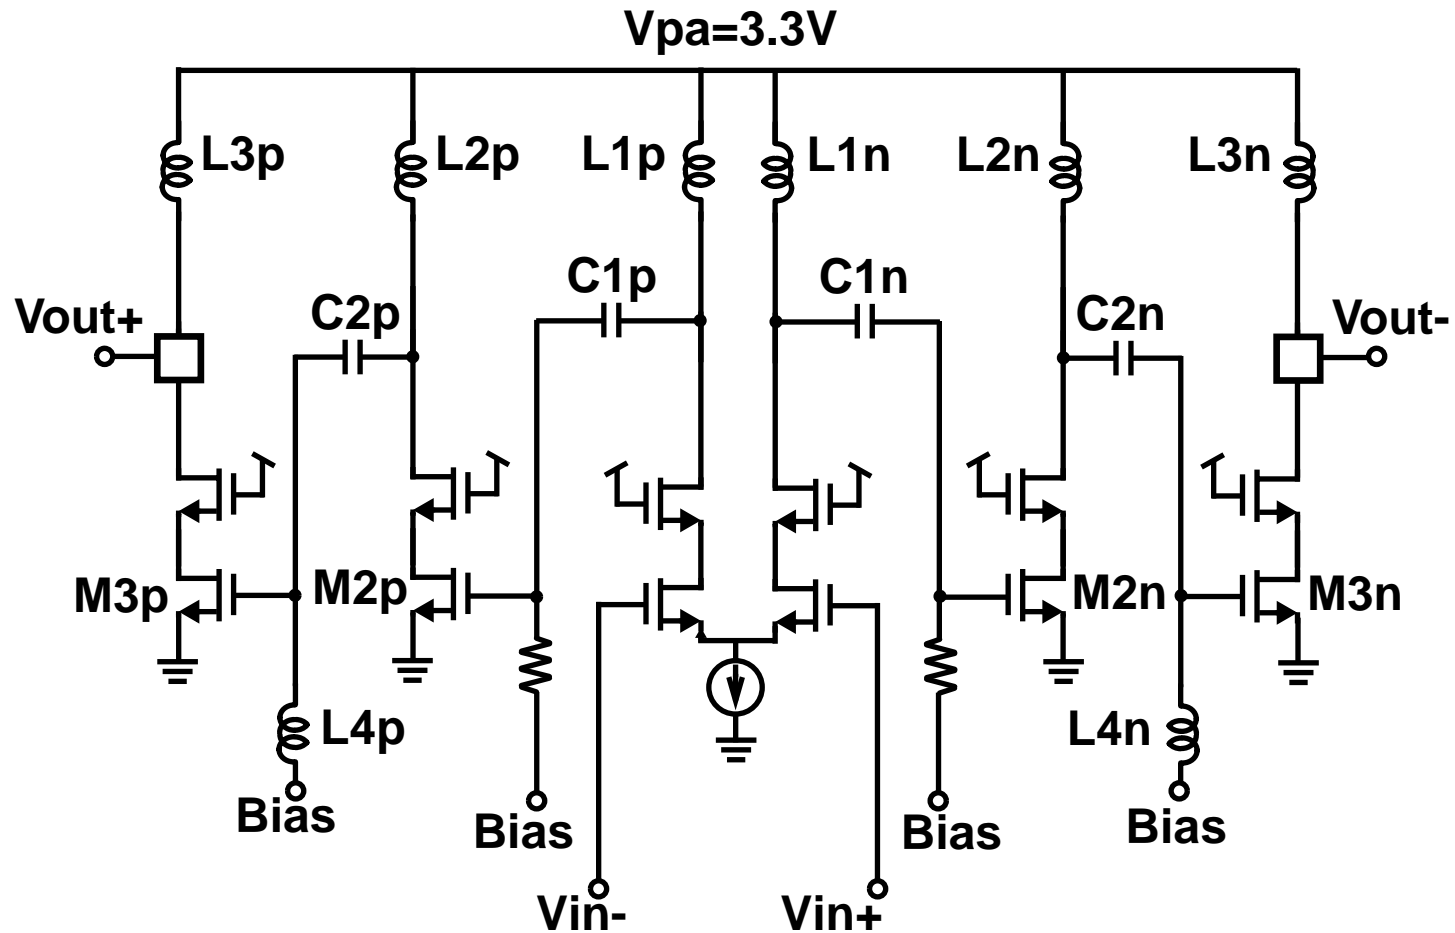 Vpa=3.3V
L3p
L2p
L1p
L1n
L2n
L3n
C1p
C1n
Vout+
C2p
C2n
Vout-
M3p
M2p
M2n
M3n
L4p
L4n
Bias
Bias
Bias
Bias
Vin-
Vin+